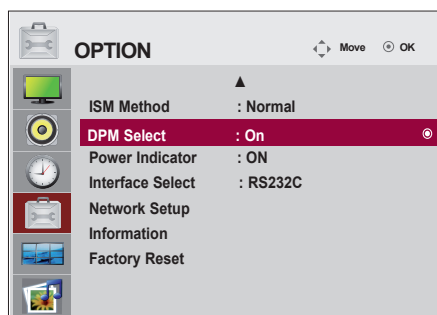 OPTION Move OK
▲
ISM Method : Normal
DPM Select : On
Power Indicator : ON
Interface Select : RS232C
Network Setup
Information
Factory Reset